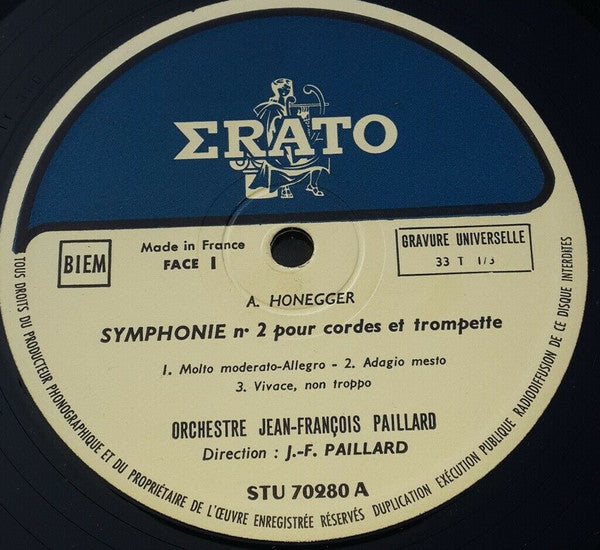 ΣRATO
BIEM
Made in France
FACE 1
GRAVURE UNIVERSELLE
33 T 1/3
A. HONEGGER
SYMPHONIE n° 2 pour cordes et trompette
1. Molto moderato-Allegro - 2. Adagio mesto
3. Vivace, non troppo
ORCHESTRE JEAN-FRANÇOIS PAILLARD
Direction : J.-F. PAILLARD
STU 70280 A
TOUS DROITS DU PRODUCTEUR PHONOGRAPHIQUE ET DU PROPRIÉTAIRE DE L'ŒUVRE ENREGISTRÉE RÉSERVÉS DUPLICATION EXÉCUTION PUBLIQUE RADIODIFFUSION DE CE DISQUE INTERDITES